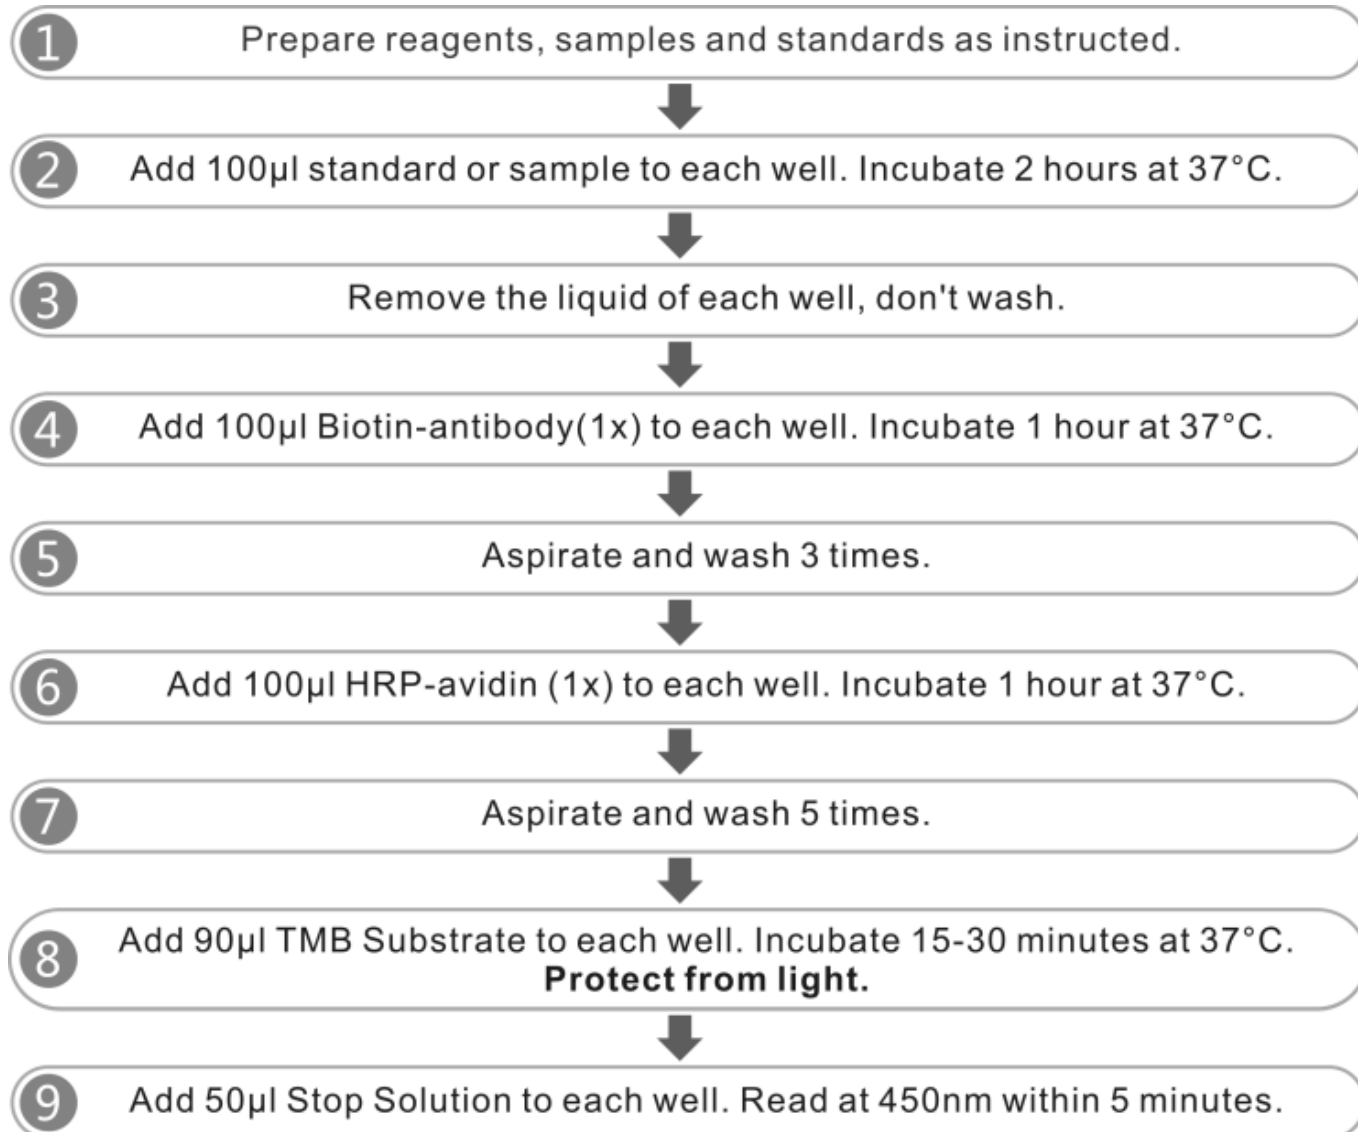 1 Prepare reagents, samples and standards as instructed.
2 Add 100µl standard or sample to each well. Incubate 2 hours at 37°C.
3 Remove the liquid of each well, don't wash.
4 Add 100µl Biotin-antibody(1x) to each well. Incubate 1 hour at 37°C.
5 Aspirate and wash 3 times.
6 Add 100µl HRP-avidin (1x) to each well. Incubate 1 hour at 37°C.
7 Aspirate and wash 5 times.
8 Add 90µl TMB Substrate to each well. Incubate 15-30 minutes at 37°C.
Protect from light.
9 Add 50µl Stop Solution to each well. Read at 450nm within 5 minutes.